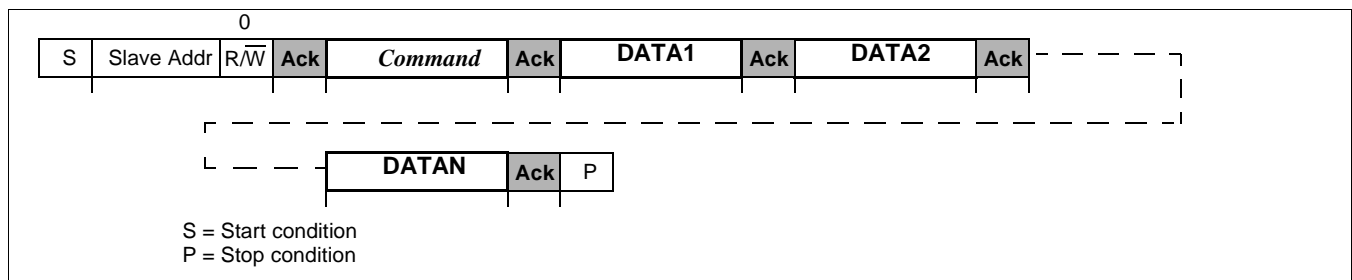 0
S Slave Addr R/W̅ Ack Command Ack DATA1 Ack DATA2 Ack
DATAN Ack P
S = Start condition
P = Stop condition